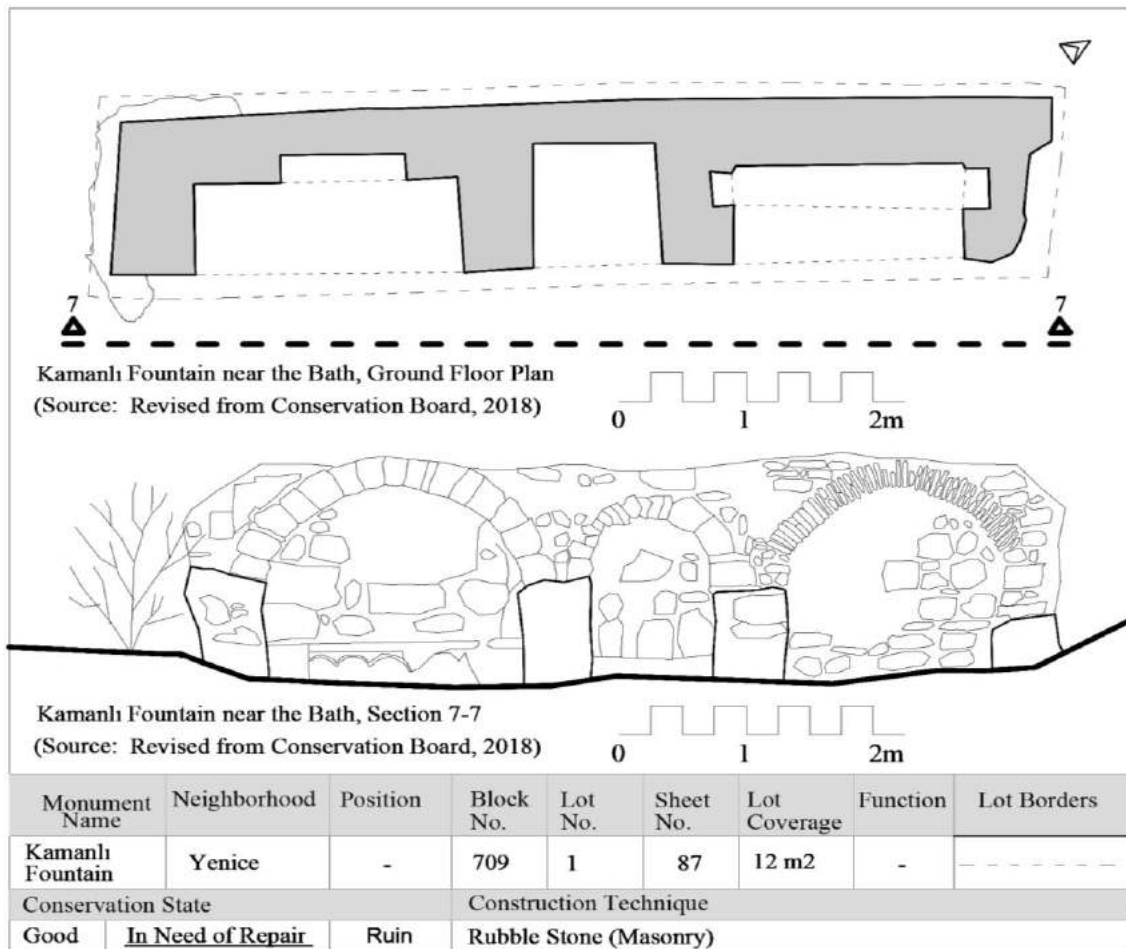 7 7
Kamanlı Fountain near the Bath, Ground Floor Plan
(Source: Revised from Conservation Board, 2018)
0 1 2m
Kamanlı Fountain near the Bath, Section 7-7
(Source: Revised from Conservation Board, 2018)
0 1 2m
Monument Name Neighborhood Position Block No. Lot No. Sheet No. Lot Coverage Function Lot Borders
Kamanlı Fountain Yenice - 709 1 87 12 m2 -
Conservation State Construction Technique
Good In Need of Repair Ruin Rubble Stone (Masonry)